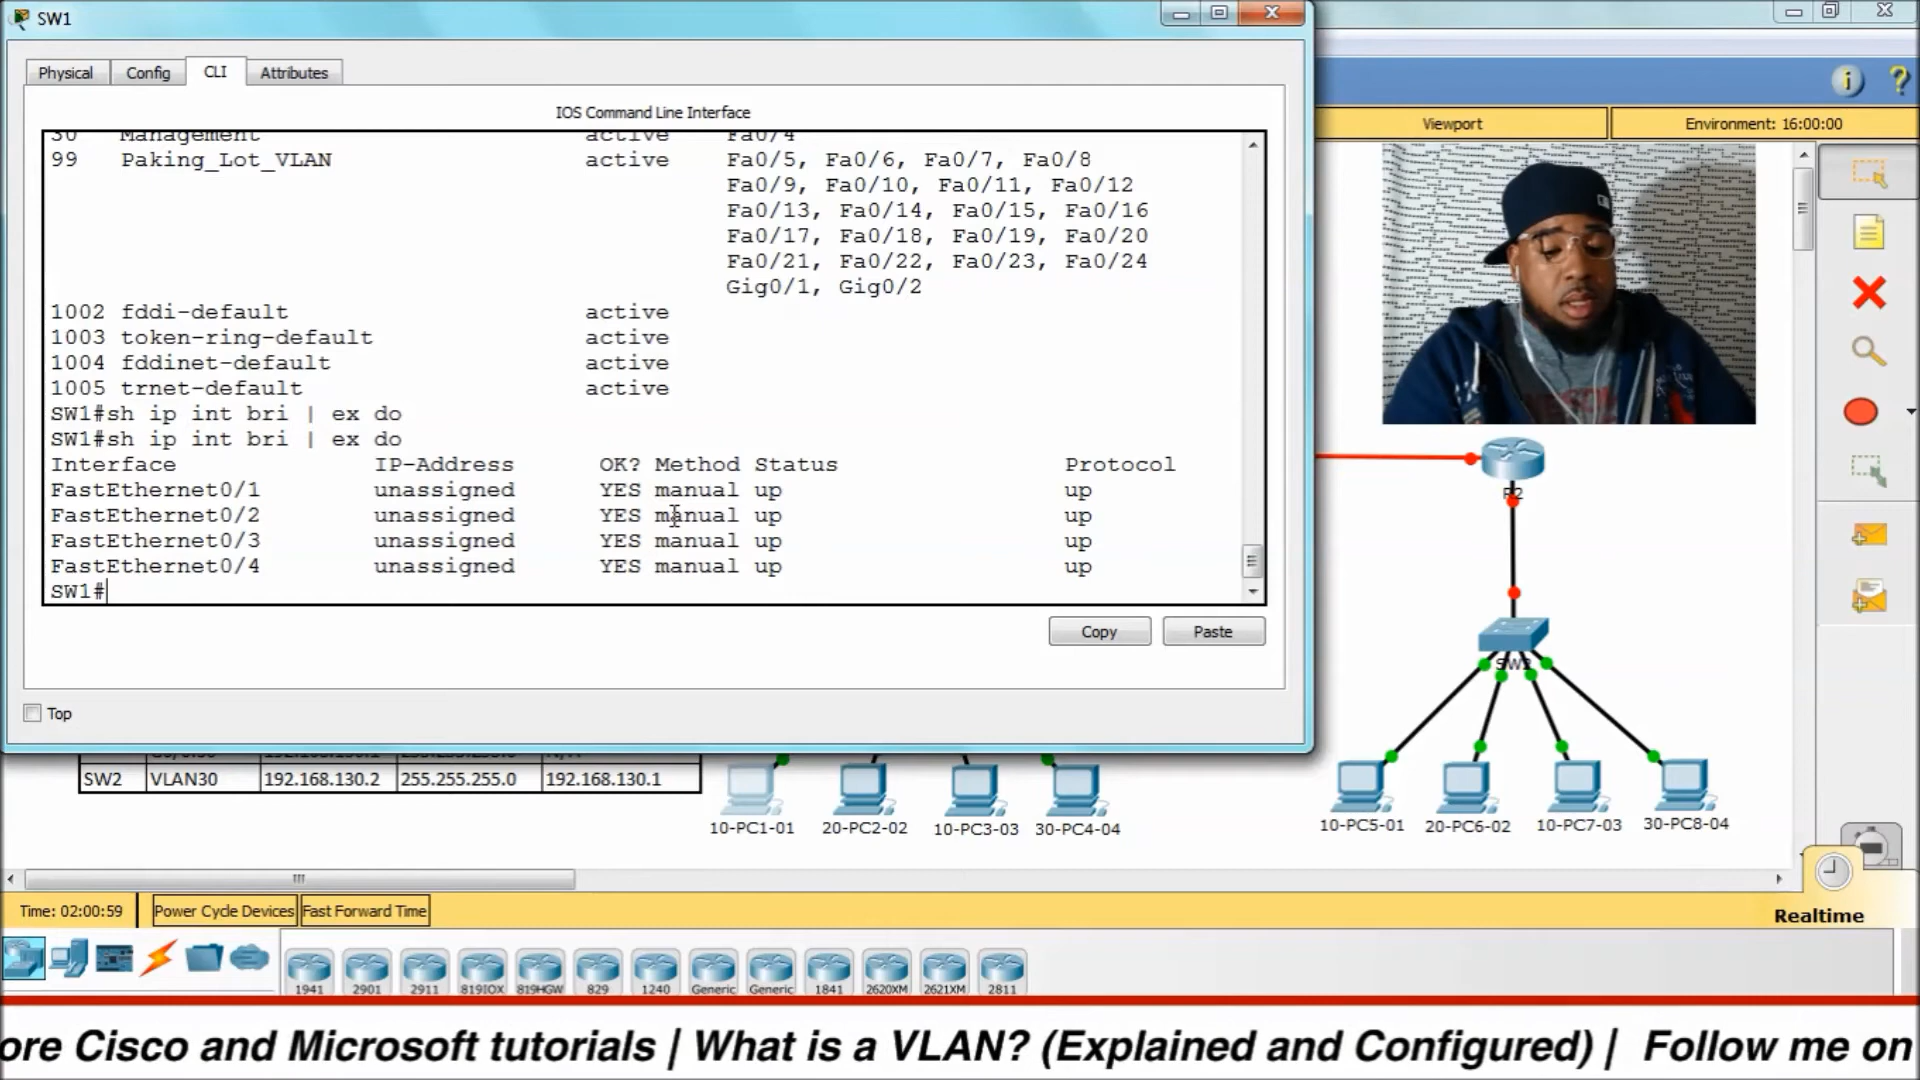 SW1
Physical Config CLI Attributes
IOS Command Line Interface
30 Management active Fa0/4
99 Paking_Lot_VLAN active Fa0/5, Fa0/6, Fa0/7, Fa0/8
Fa0/9, Fa0/10, Fa0/11, Fa0/12
Fa0/13, Fa0/14, Fa0/15, Fa0/16
Fa0/17, Fa0/18, Fa0/19, Fa0/20
Fa0/21, Fa0/22, Fa0/23, Fa0/24
Gig0/1, Gig0/2
1002 fddi-default active
1003 token-ring-default active
1004 fddinet-default active
1005 trnet-default active
SW1#sh ip int bri | ex do
SW1#sh ip int bri | ex do
Interface IP-Address OK? Method Status Protocol
FastEthernet0/1 unassigned YES manual up up
FastEthernet0/2 unassigned YES manual up up
FastEthernet0/3 unassigned YES manual up up
FastEthernet0/4 unassigned YES manual up up
SW1#
Copy Paste
Top
Viewport Environment: 16:00:00
R2
SW2
SW2 VLAN30 192.168.130.2 255.255.255.0 192.168.130.1
10-PC1-01 20-PC2-02 10-PC3-03 30-PC4-04 10-PC5-01 20-PC6-02 10-PC7-03 30-PC8-04
Time: 02:00:59 Power Cycle Devices Fast Forward Time
Realtime
1941 2901 2911 819IOX 819HGW 829 1240 Generic Generic 1841 2620XM 2621XM 2811
ore Cisco and Microsoft tutorials | What is a VLAN? (Explained and Configured) | Follow me on